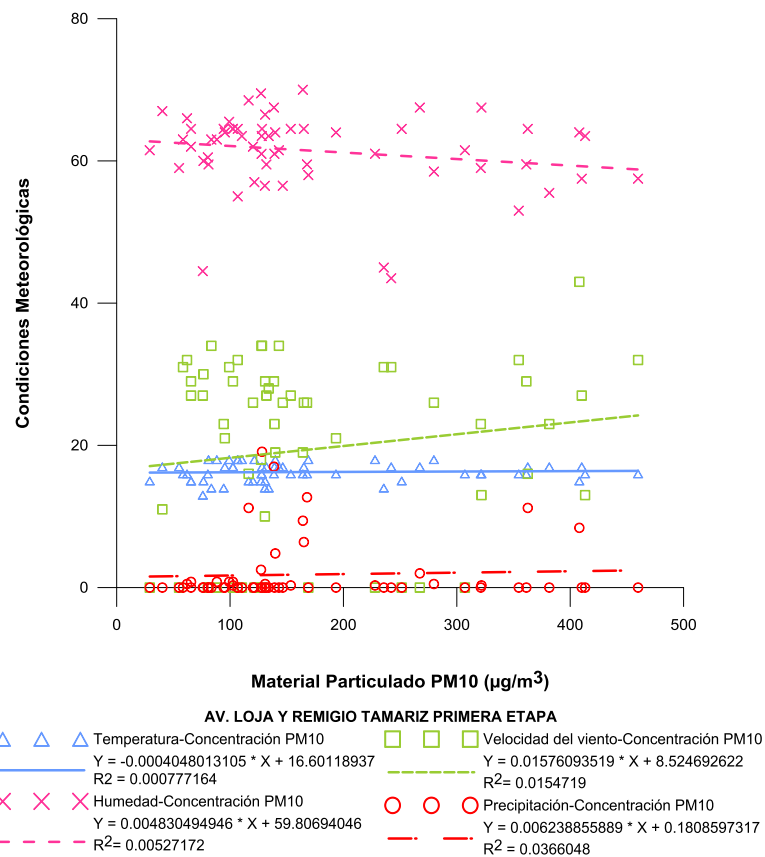 80
60
40
20
0
Condiciones Meteorológicas
0 100 200 300 400 500
Material Particulado PM10 (µg/m3)
AV. LOJA Y REMIGIO TAMARIZ PRIMERA ETAPA
Temperatura-Concentración PM10
Y = -0.0004048013105 * X + 16.60118937
R2 = 0.000777164
Humedad-Concentración PM10
Y = 0.004830494946 * X + 59.80694046
R2= 0.00527172
Velocidad del viento-Concentración PM10
Y = 0.01576093519 * X + 8.524692622
R2= 0.0154719
Precipitación-Concentración PM10
Y = 0.006238855889 * X + 0.1808597317
R2= 0.0366048